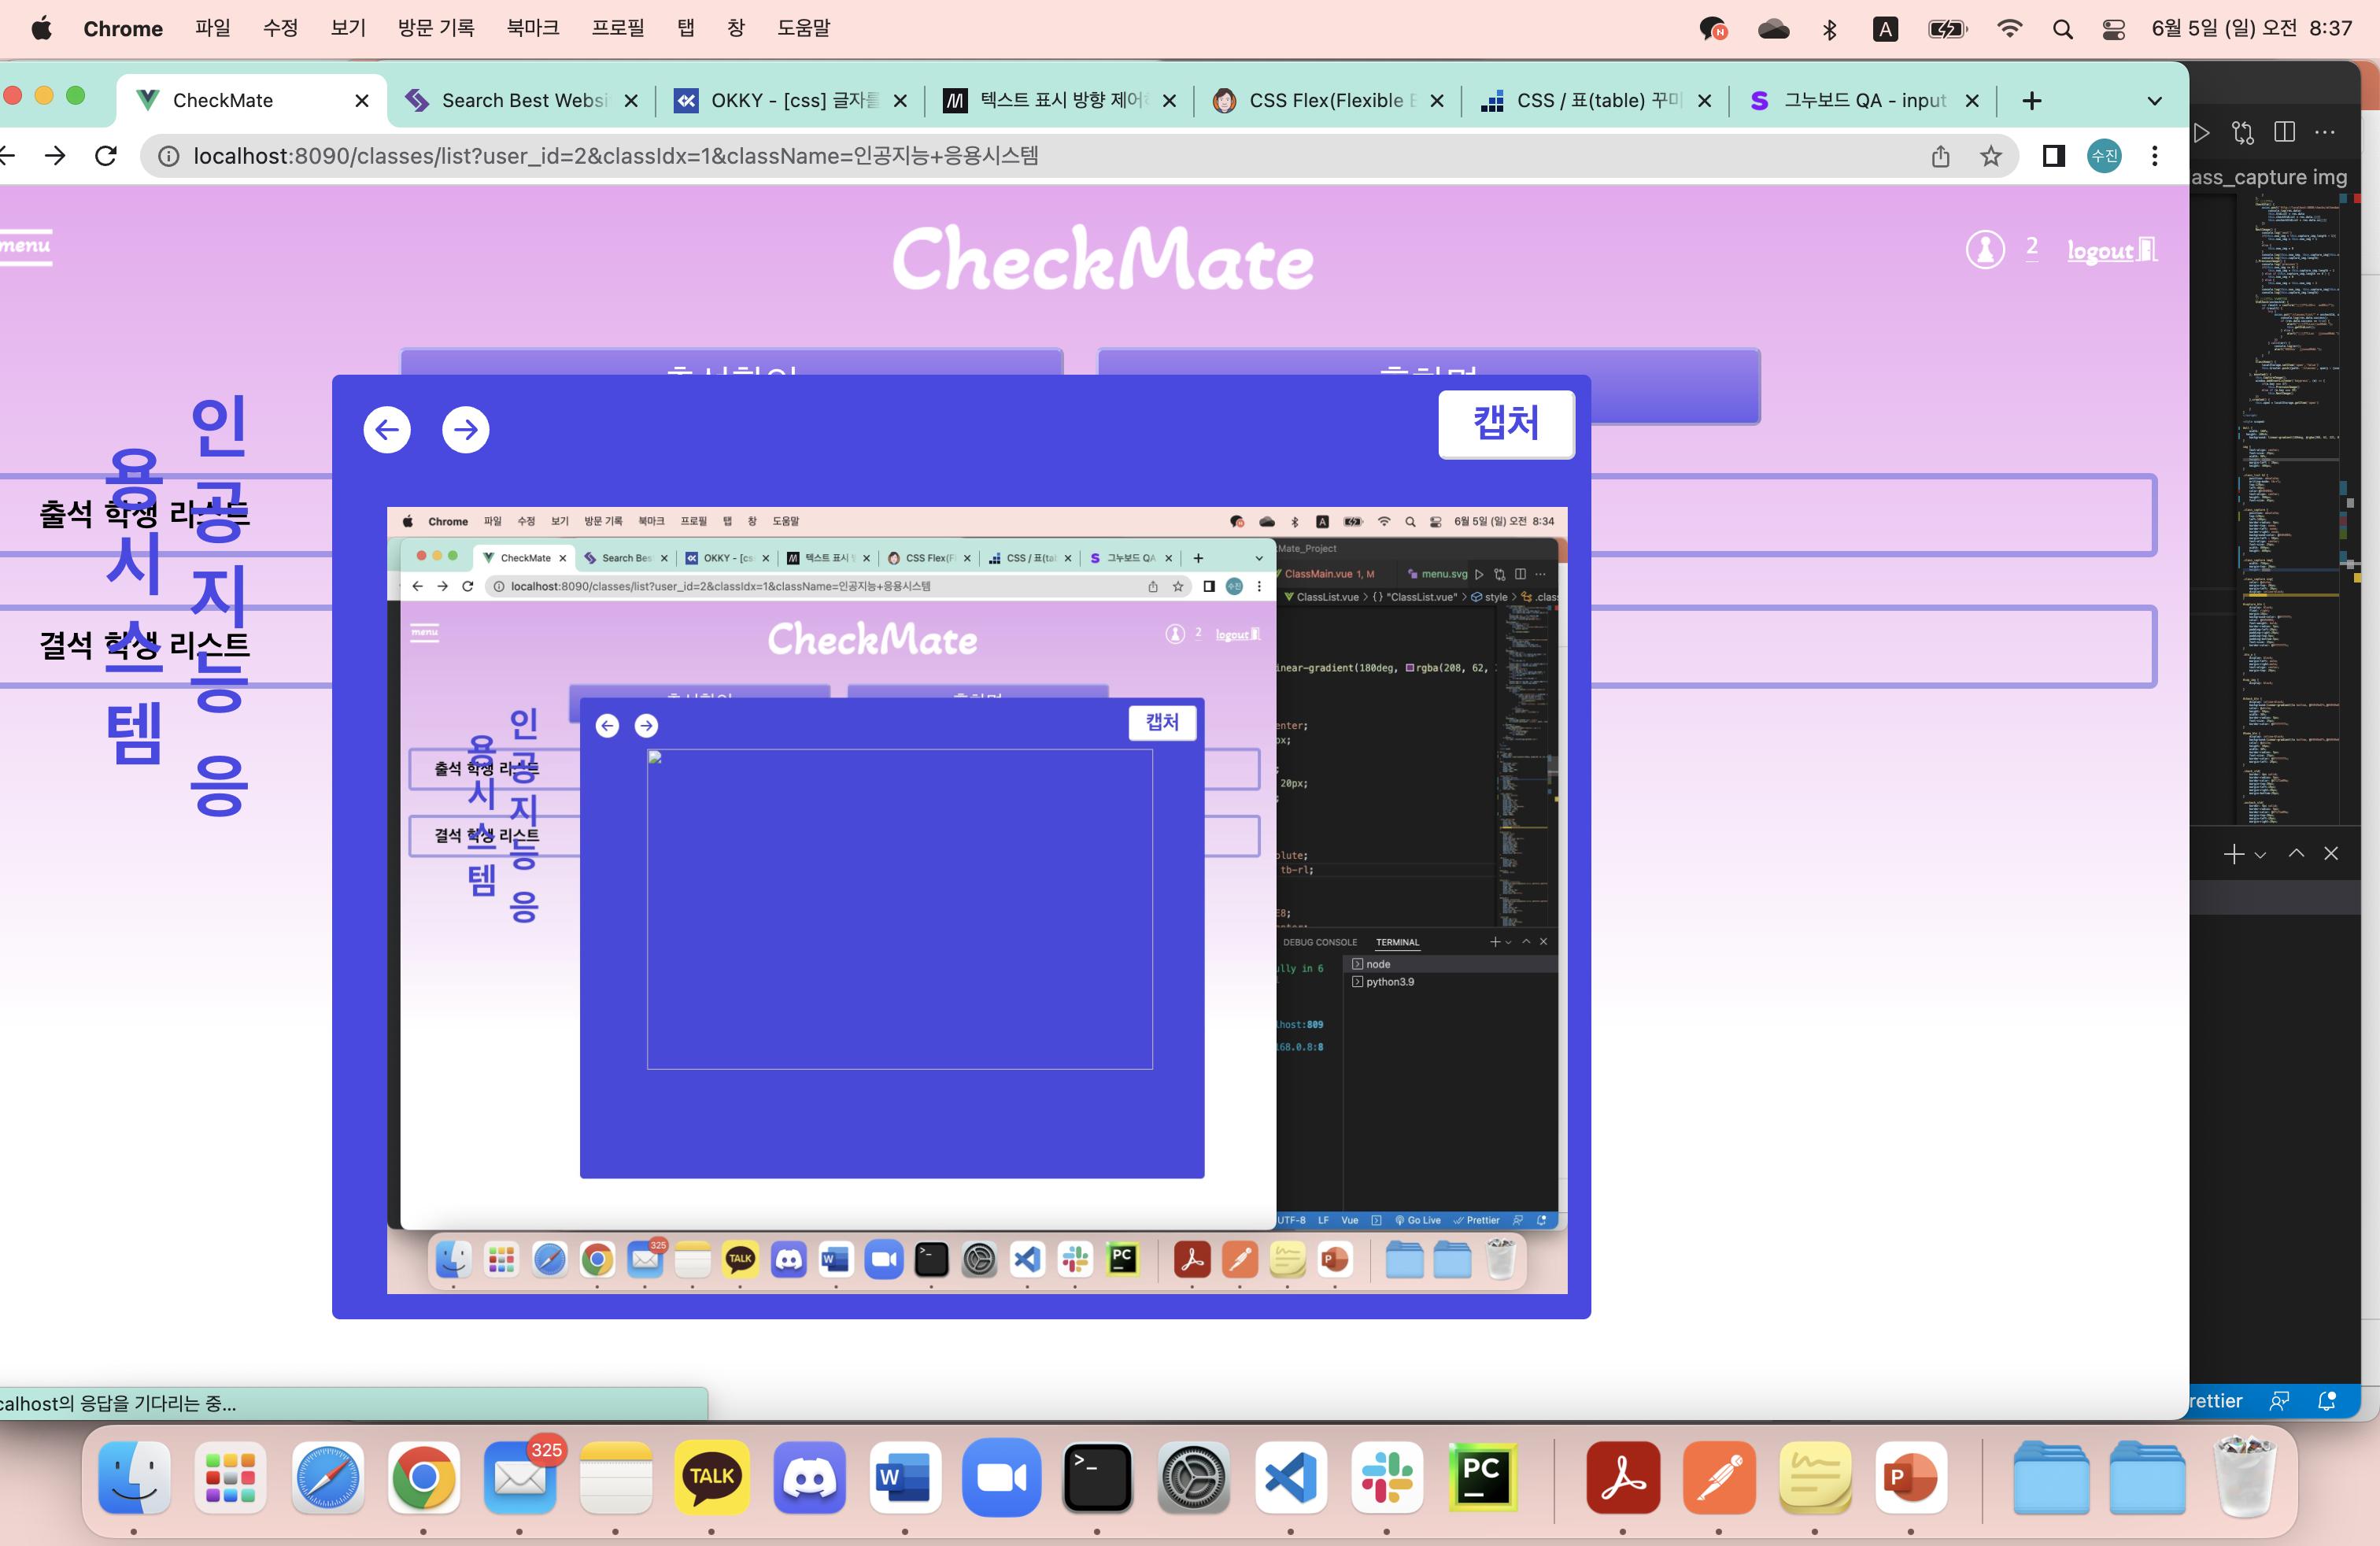 Chrome 파일 수정 보기 방문 기록 북마크 프로필 탭 창 도움말 A 6월 5일 (일) 오전 8:37
CheckMate Search Best Websi OKKY - [css] 글자를 텍스트 표시 방향 제어 CSS Flex(Flexible CSS / 표(table) 꾸미 그누보드 QA - input
localhost:8090/classes/list?user_id=2&classIdx=1&className=인공지능+응용시스템 수진
ass_capture img
menu
CheckMate
2 logout
출석확인
인공지능 응
용시스템
캡처
출석 학생 리스트
결석 학생 리스트
Chrome 파일 수정 보기 방문 기록 북마크 프로필 탭 창 도움말 A 6월 5일 (일) 오전 8:34
Mate_Project
CheckMate Search Bes OKKY - [cs 텍스트 표시 CSS Flex(F CSS / 표(ta 그누보드 QA
ClassMain.vue 1, M menu.svg
localhost:8090/classes/list?user_id=2&classIdx=1&className=인공지능+응용시스템 수진
ClassList.vue > {} "ClassList.vue" > style > .clas
menu
CheckMate
2 logout
inear-gradient(180deg, rgba(208, 62,
enter;
px;
20px;
인공지능 응
용시스템
캡처
출석 학생 리스트
결석 학생 리스트
olute;
tb-rl;
E8;
DEBUG CONSOLE TERMINAL
ully in 6
node
python3.9
lhost:809
168.0.8:8
UTF-8 LF Vue Go Live Prettier
325
TALK
W
PC
P
calhost의 응답을 기다리는 중...
rettier
325
TALK
W
PC
P